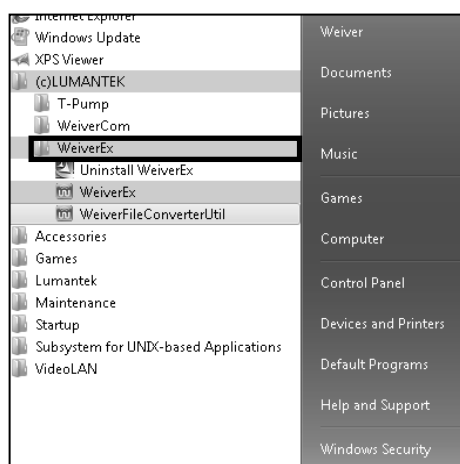 Internet Explorer
Windows Update
XPS Viewer
(c)LUMANTEK
T-Pump
WeiverCom
WeiverEx
Uninstall WeiverEx
WeiverEx
WeiverFileConverterUtil
Accessories
Games
Lumantek
Maintenance
Startup
Subsystem for UNIX-based Applications
VideoLAN
Weiver
Documents
Pictures
Music
Games
Computer
Control Panel
Devices and Printers
Default Programs
Help and Support
Windows Security